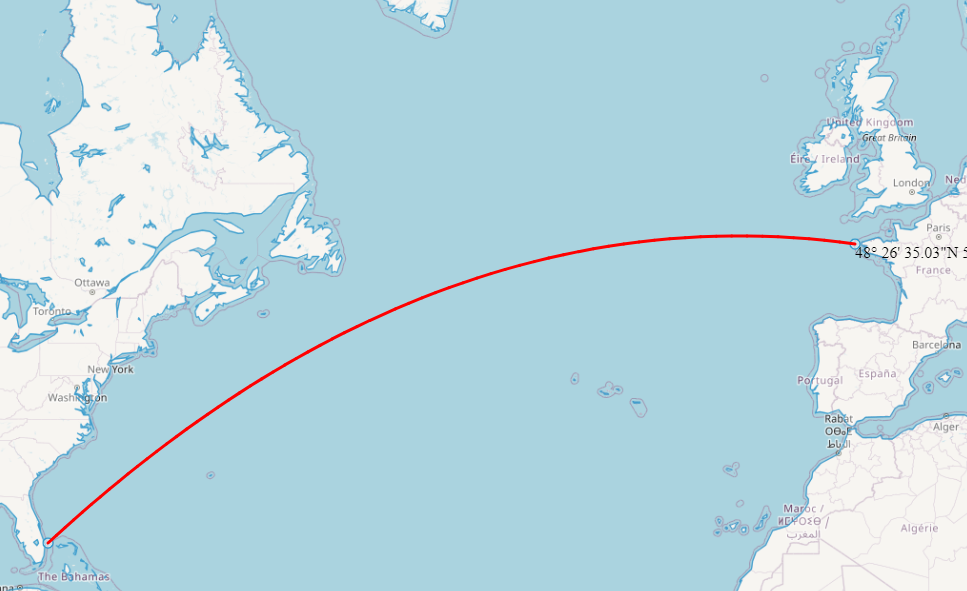 United Kingdom
Great Britain
Éire / Ireland
London
Ned
Paris
48° 26' 35.03"N 5
France
Ottawa
Toronto
New York
Washington
Barcelona
España
Portugal
Rabat
ⴰⵍⵔⴱⴰⵟ
الرباط
Alger
Maroc /
ⵍⵎⵖⵔⵉⴱ /
المغرب
Algérie
The Bahamas